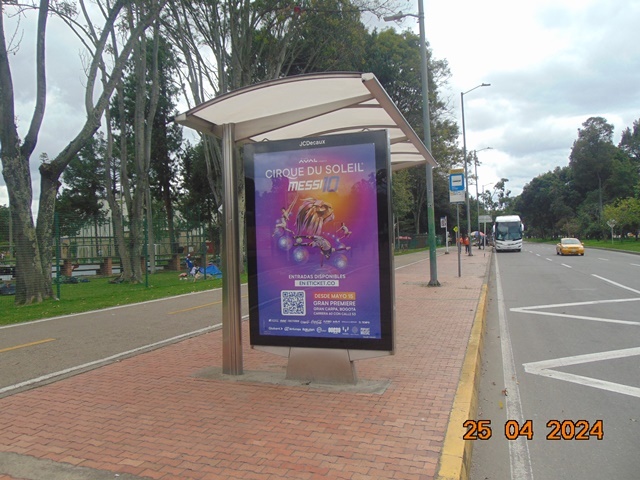 JCDecaux
CIRQUE DU SOLEIL
MESSI10
ENTRADAS DISPONIBLES
EN ETICKET.CO
DESDE MAYO 15
GRAN PREMIERE
GRAN CARPA, BOGOTA
25 04 2024